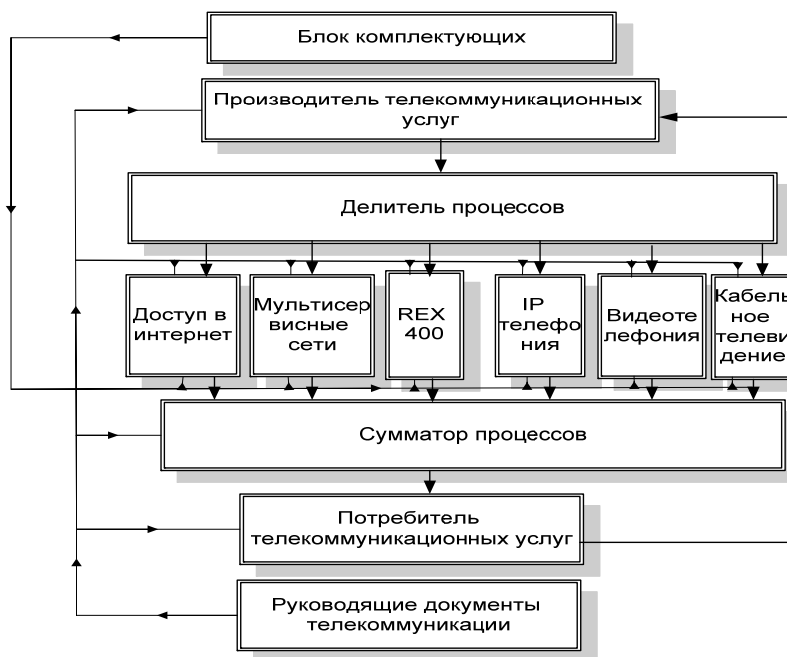 Блок комплектующих
Производитель телекоммуникационных
услуг
Делитель процессов
Доступ в
интернет
Мультисер
висные
сети
REX
400
IP
телефо
ния
Видеоте
лефония
Кабель
ное
телеви
дение
Сумматор процессов
Потребитель
телекоммуникационных услуг
Руководящие документы
телекоммуникации